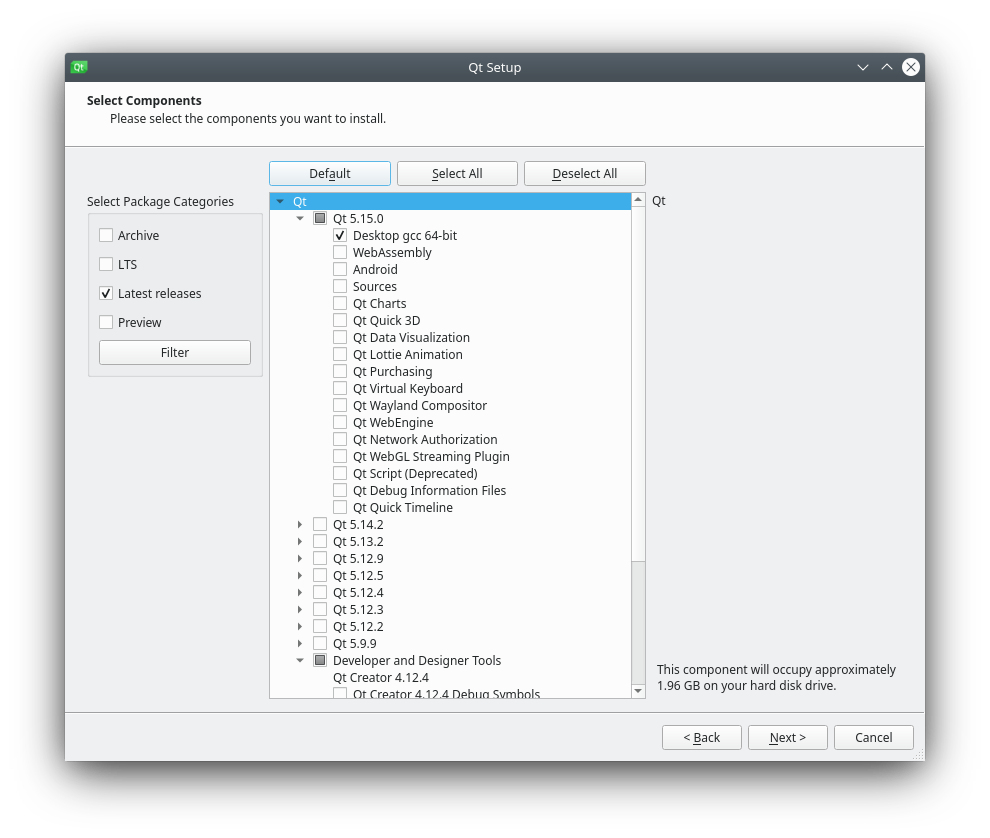 Qt
Qt Setup
Select Components
Please select the components you want to install.
Default
Select All
Deselect All
Select Package Categories
Archive
LTS
Latest releases
Preview
Filter
Qt
Qt 5.15.0
Desktop gcc 64-bit
WebAssembly
Android
Sources
Qt Charts
Qt Quick 3D
Qt Data Visualization
Qt Lottie Animation
Qt Purchasing
Qt Virtual Keyboard
Qt Wayland Compositor
Qt WebEngine
Qt Network Authorization
Qt WebGL Streaming Plugin
Qt Script (Deprecated)
Qt Debug Information Files
Qt Quick Timeline
Qt 5.14.2
Qt 5.13.2
Qt 5.12.9
Qt 5.12.5
Qt 5.12.4
Qt 5.12.3
Qt 5.12.2
Qt 5.9.9
Developer and Designer Tools
Qt Creator 4.12.4
Qt Creator 4.12.4 Debug Symbols
Qt
This component will occupy approximately
1.96 GB on your hard disk drive.
< Back
Next >
Cancel